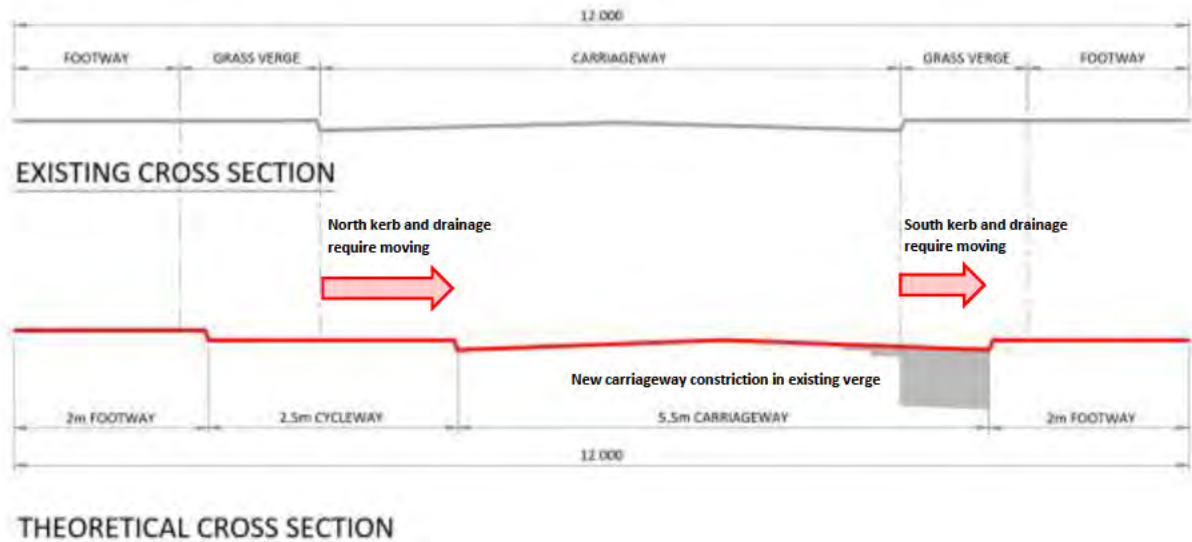 12 000
FOOTWAY GRASS VERGE CARRIAGEWAY GRASS VERGE FOOTWAY
EXISTING CROSS SECTION
North kerb and drainage
require moving
South kerb and drainage
require moving
New carriageway constriction in existing verge
2m FOOTWAY 2.5m CYCLEWAY 5.5m CARRIAGEWAY 2m FOOTWAY
12 000
THEORETICAL CROSS SECTION